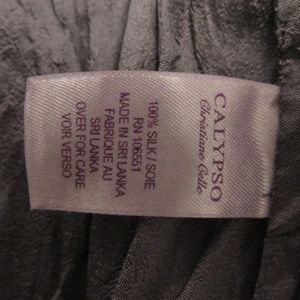 CALYPSO
Christiane Celle
100% SILK / SOIE
RN 106551
MADE IN SRI LANKA
FABRIQUE AU
SRI LANKA
OVER FOR CARE
VOIR VERSO